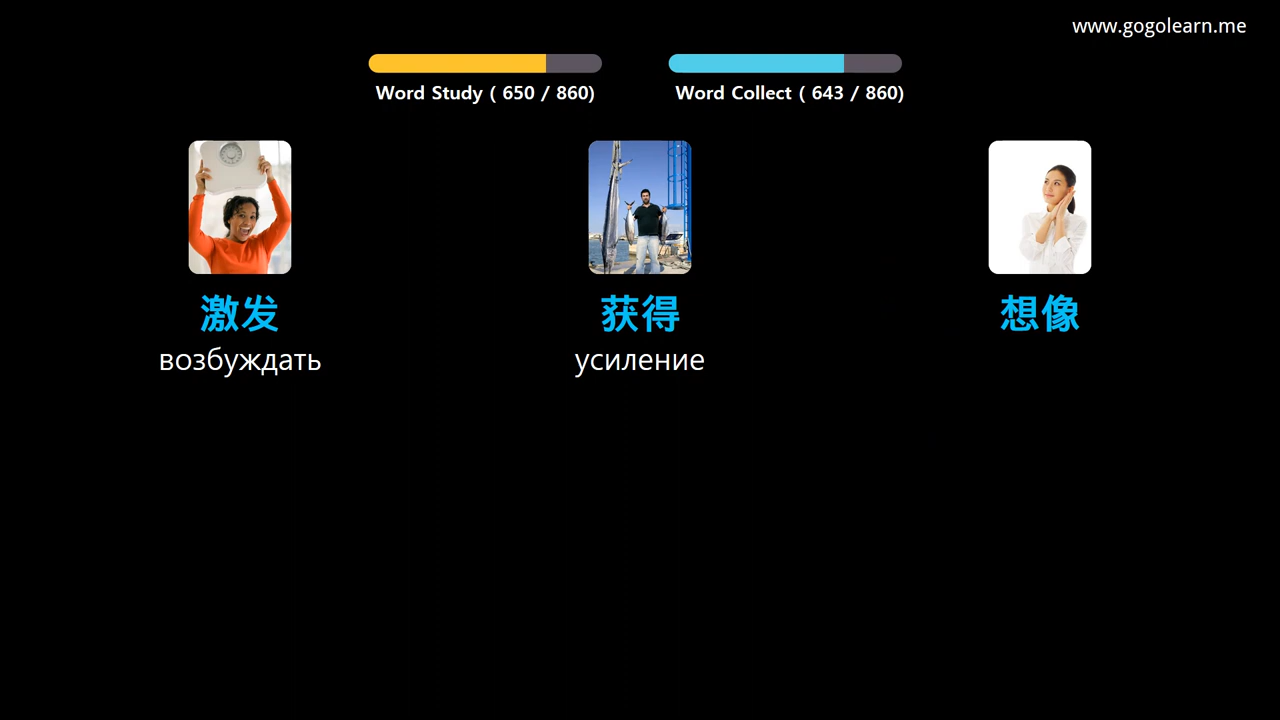 www.gogolearn.me
Word Study ( 650 / 860)
Word Collect ( 643 / 860)
激发
获得
想像
возбуждать
усиление